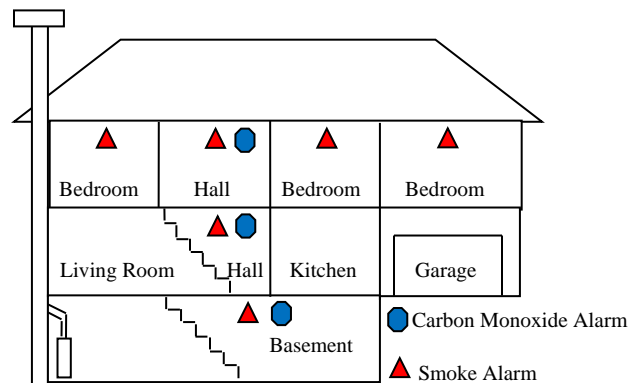 Bedroom Hall Bedroom Bedroom
Living Room Hall Kitchen Garage
Carbon Monoxide Alarm
Basement
Smoke Alarm